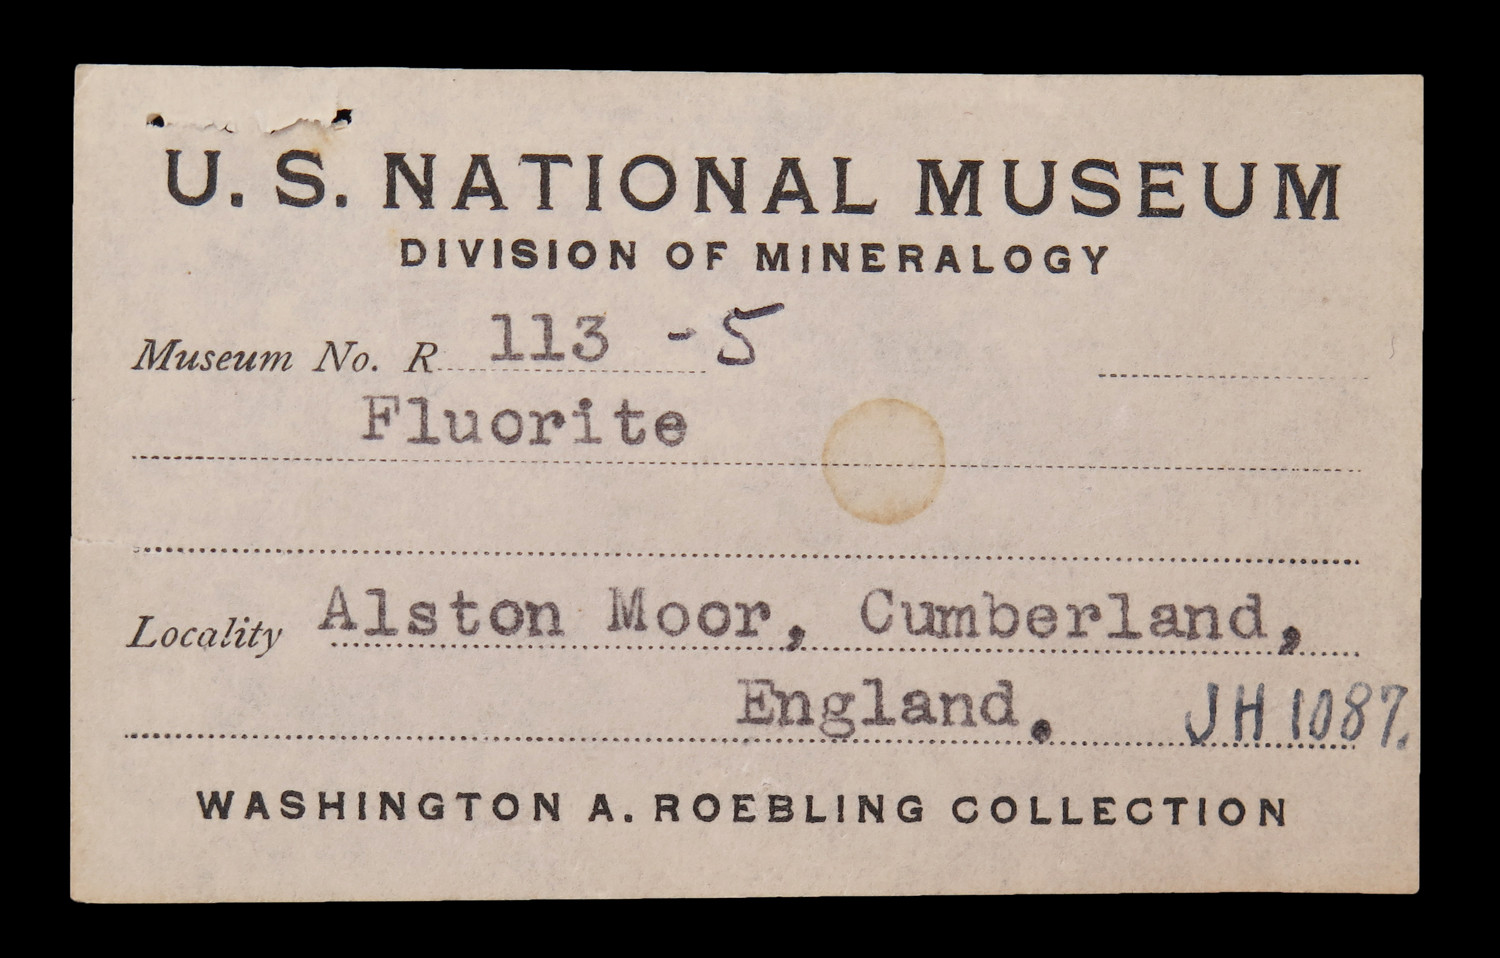 U. S. NATIONAL MUSEUM
DIVISION OF MINERALOGY
Museum No. R 113 -5
Fluorite
Locality Alston Moor, Cumberland,
England. JH 1087.
WASHINGTON A. ROEBLING COLLECTION